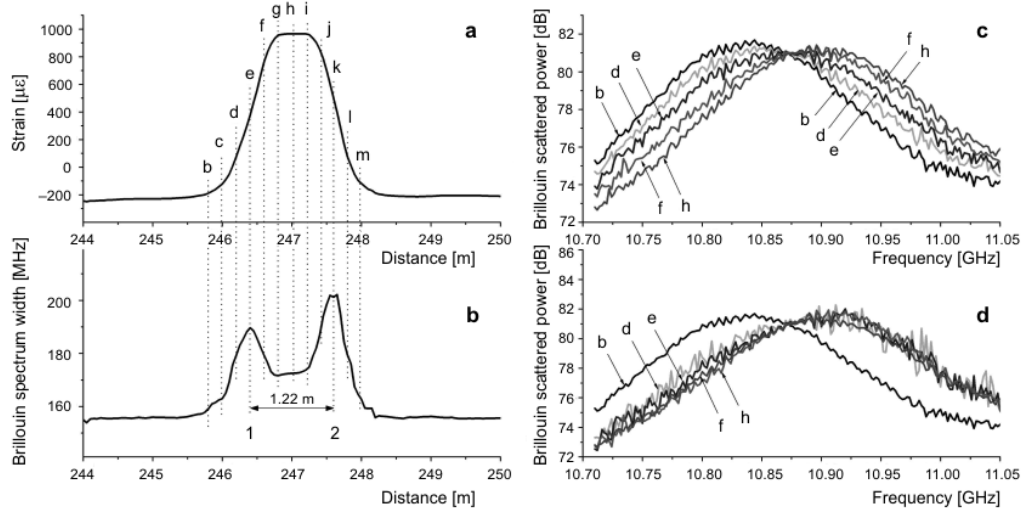 a
g h i
f j
e k
d l
c m
b
Strain [με]
1000
800
600
400
200
0
–200
244 245 246 247 248 249 250
Distance [m]
b
Brillouin spectrum width [MHz]
200
180
160
1.22 m
1 2
244 245 246 247 248 249 250
Distance [m]
c
Brillouin scattered power [dB]
82
80
78
76
74
72
b d e f h
b d e f h
10.70 10.75 10.80 10.85 10.90 10.95 11.00 11.05
Frequency [GHz]
d
Brillouin scattered power [dB]
86
84
82
80
78
76
74
72
b d e f h
10.70 10.75 10.80 10.85 10.90 10.95 11.00 11.05
Frequency [GHz]